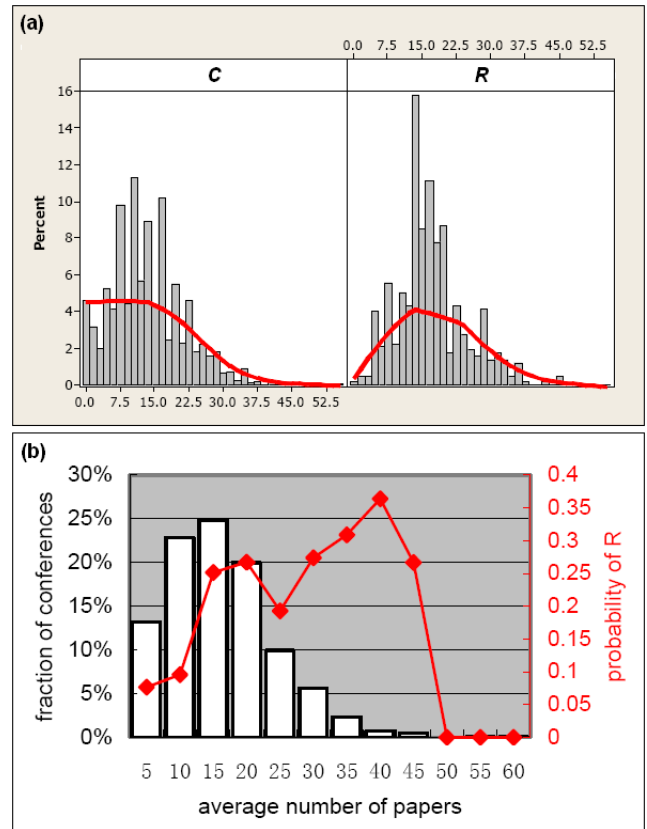 (a)
0.0 7.5 15.0 22.5 30.0 37.5 45.0 52.5
C R
16
14
12
10
8
6
4
2
0
Percent
0.0 7.5 15.0 22.5 30.0 37.5 45.0 52.5
(b)
30%
25%
20%
15%
10%
5%
0%
fraction of conferences
0.4
0.35
0.3
0.25
0.2
0.15
0.1
0.05
0
probability of R
5 10 15 20 25 30 35 40 45 50 55 60
average number of papers